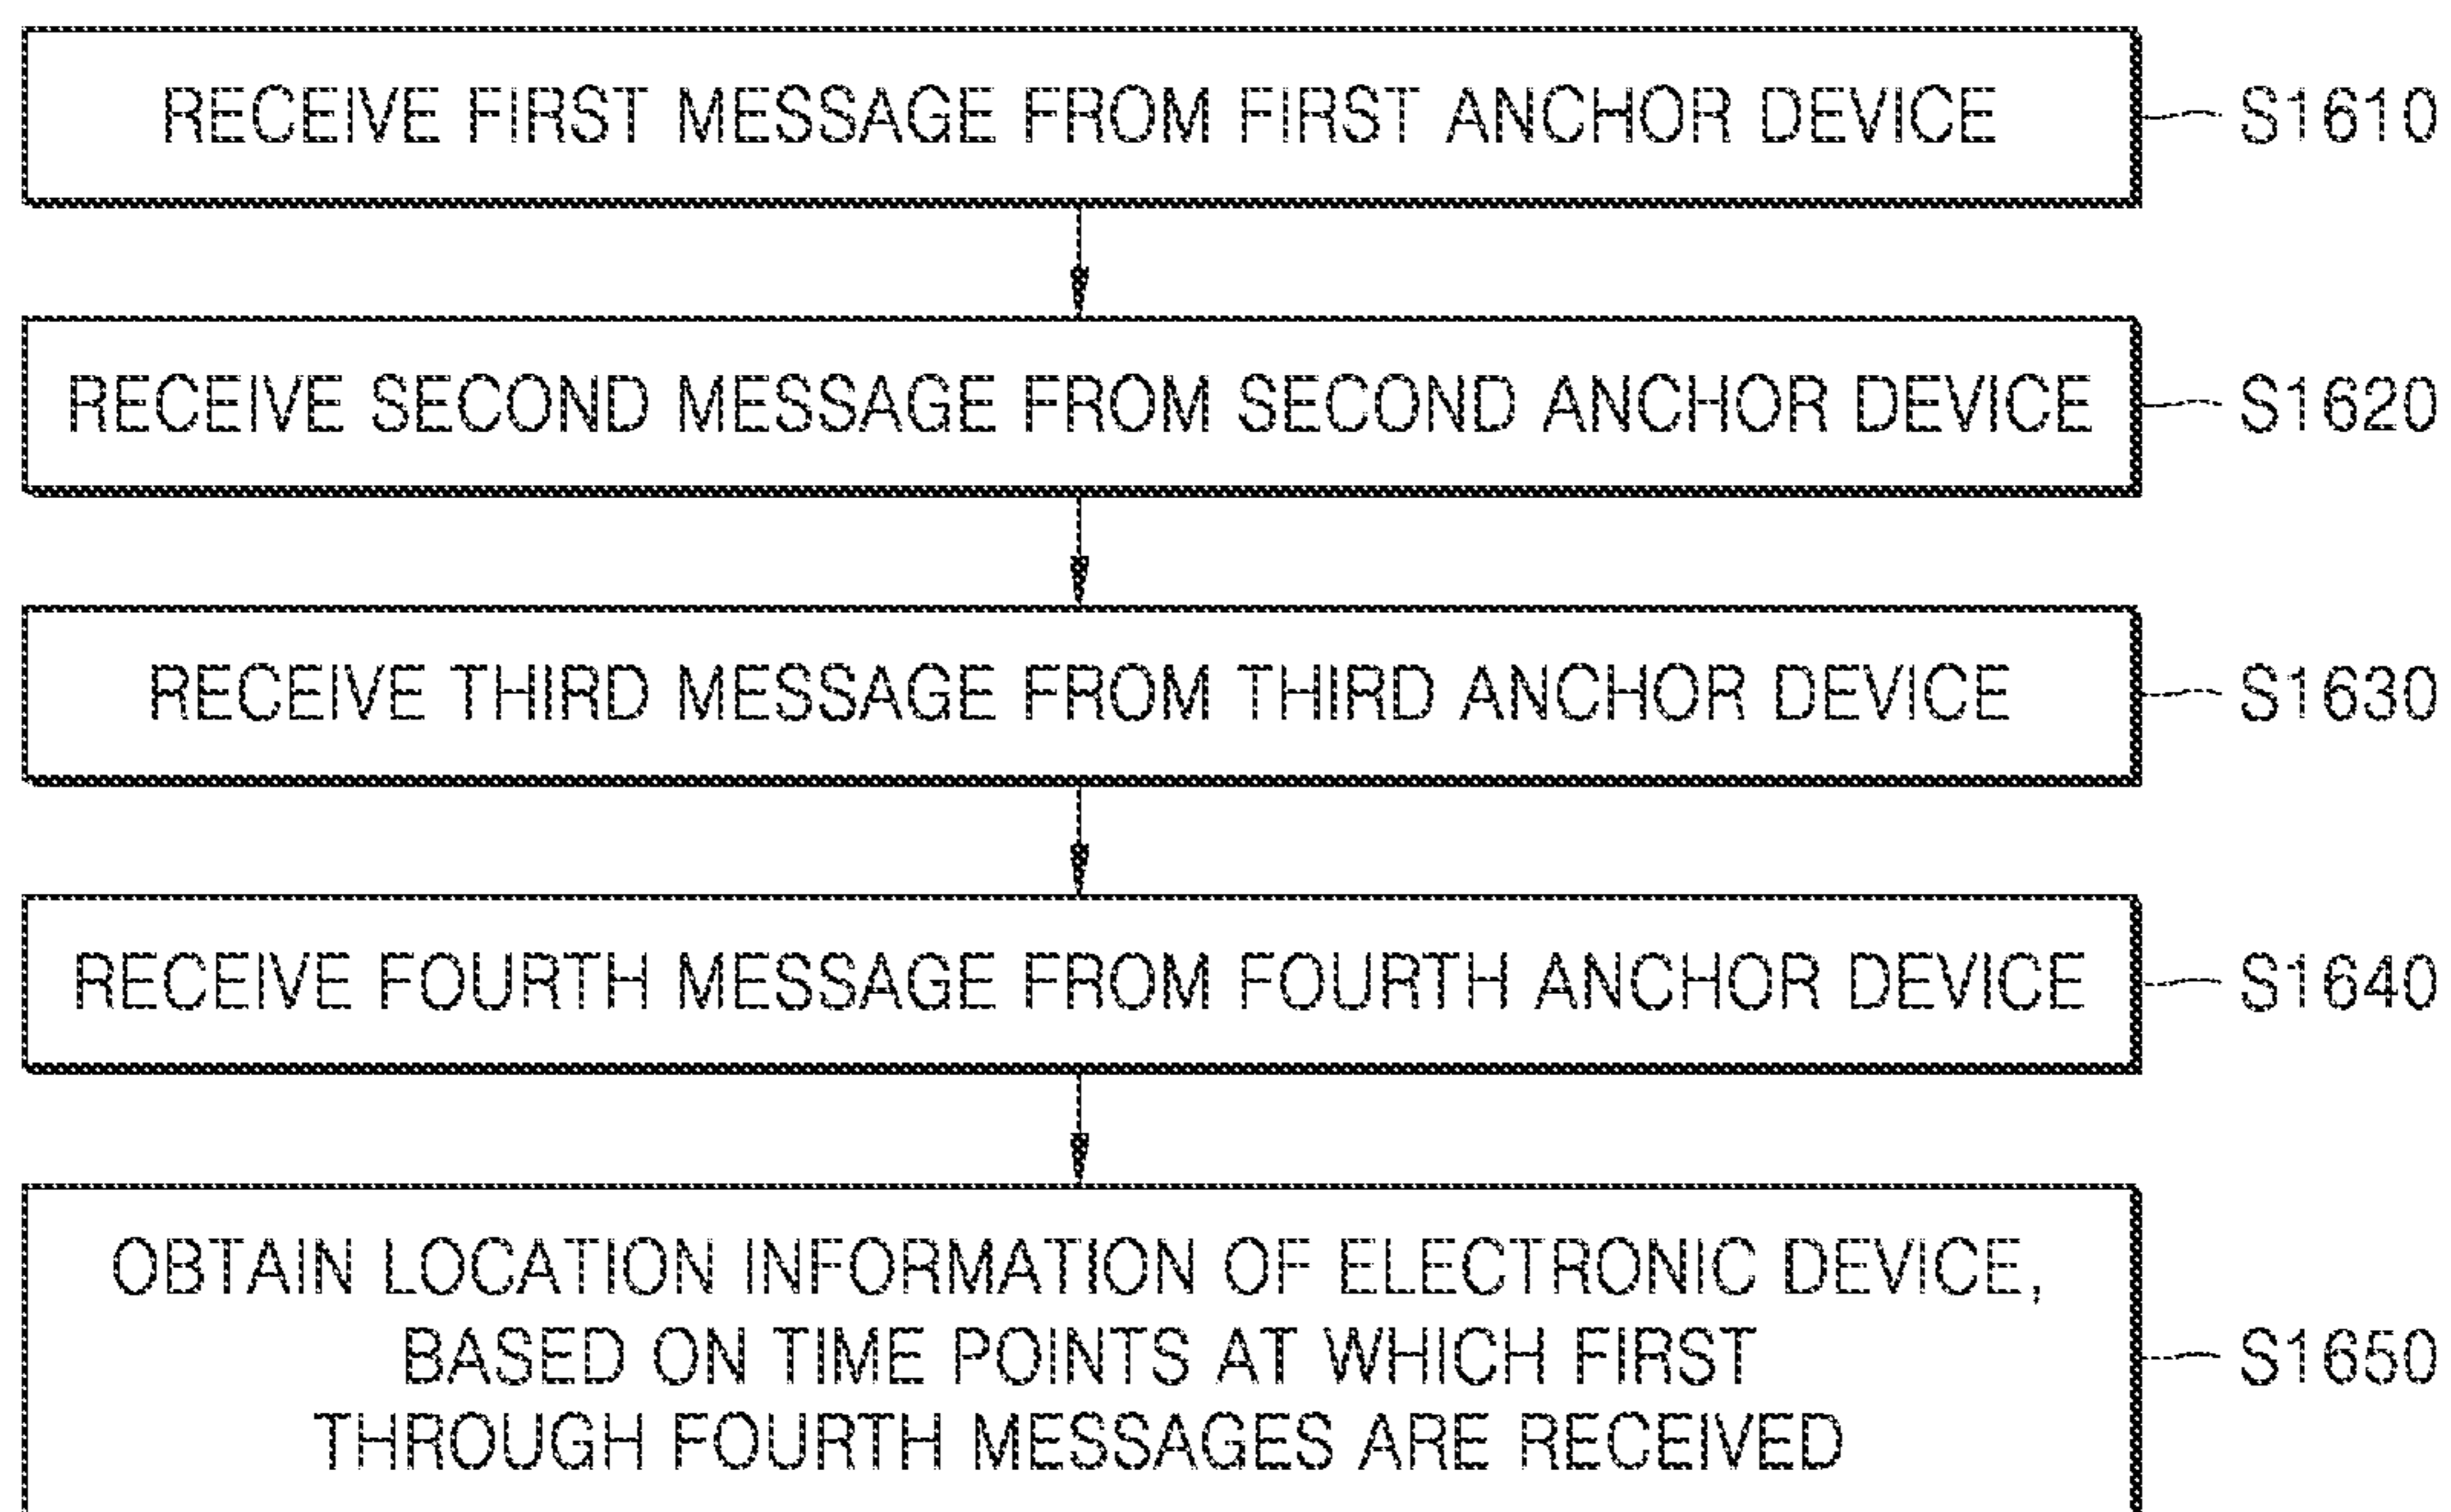 RECEIVE FIRST MESSAGE FROM FIRST ANCHOR DEVICE
S1610
RECEIVE SECOND MESSAGE FROM SECOND ANCHOR DEVICE
S1620
RECEIVE THIRD MESSAGE FROM THIRD ANCHOR DEVICE
S1630
RECEIVE FOURTH MESSAGE FROM FOURTH ANCHOR DEVICE
S1640
OBTAIN LOCATION INFORMATION OF ELECTRONIC DEVICE,
BASED ON TIME POINTS AT WHICH FIRST
THROUGH FOURTH MESSAGES ARE RECEIVED
S1650